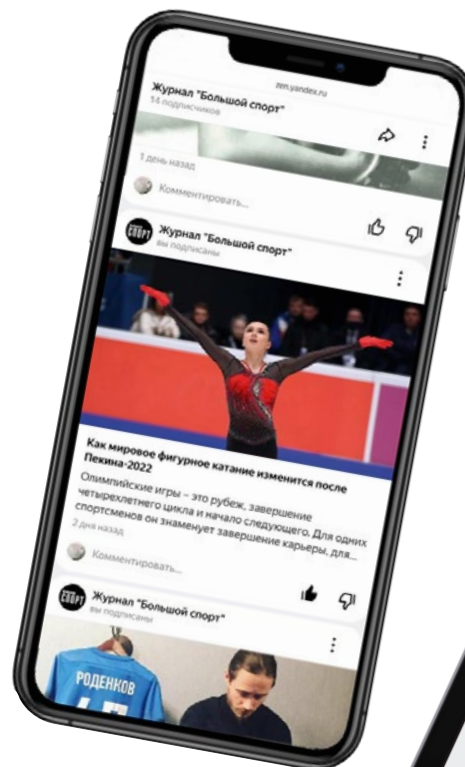 zen.yandex.ru
Журнал "Большой спорт"
14 подписчиков
1 день назад
Комментировать...
СПОРТ
Журнал "Большой спорт"
вы подписаны
Как мировое фигурное катание изменится после
Пекина-2022
Олимпийские игры – это рубеж, завершение
четырехлетнего цикла и начало следующего. Для одних
спортсменов он знаменует завершение карьеры, для...
2 дня назад
Комментировать...
СПОРТ
Журнал "Большой спорт"
вы подписаны
РОДЕНКОВ